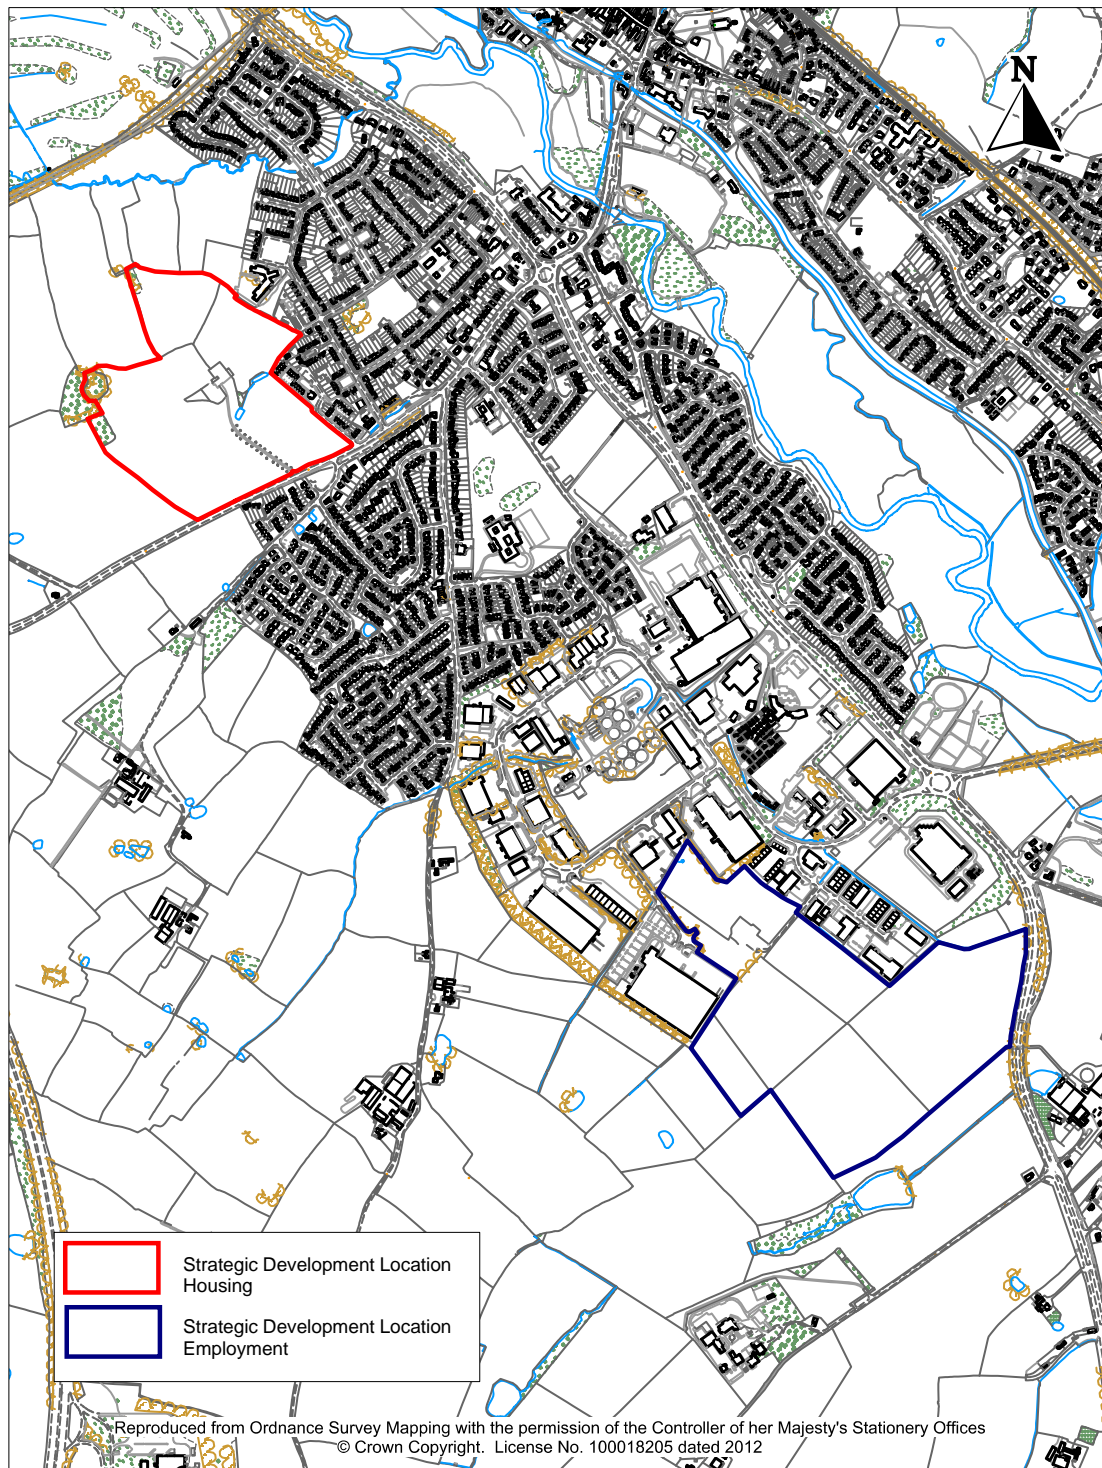 N
Strategic Development Location
Housing
Strategic Development Location
Employment
Reproduced from Ordnance Survey Mapping with the permission of the Controller of her Majesty's Stationery Offices
© Crown Copyright. License No. 100018205 dated 2012